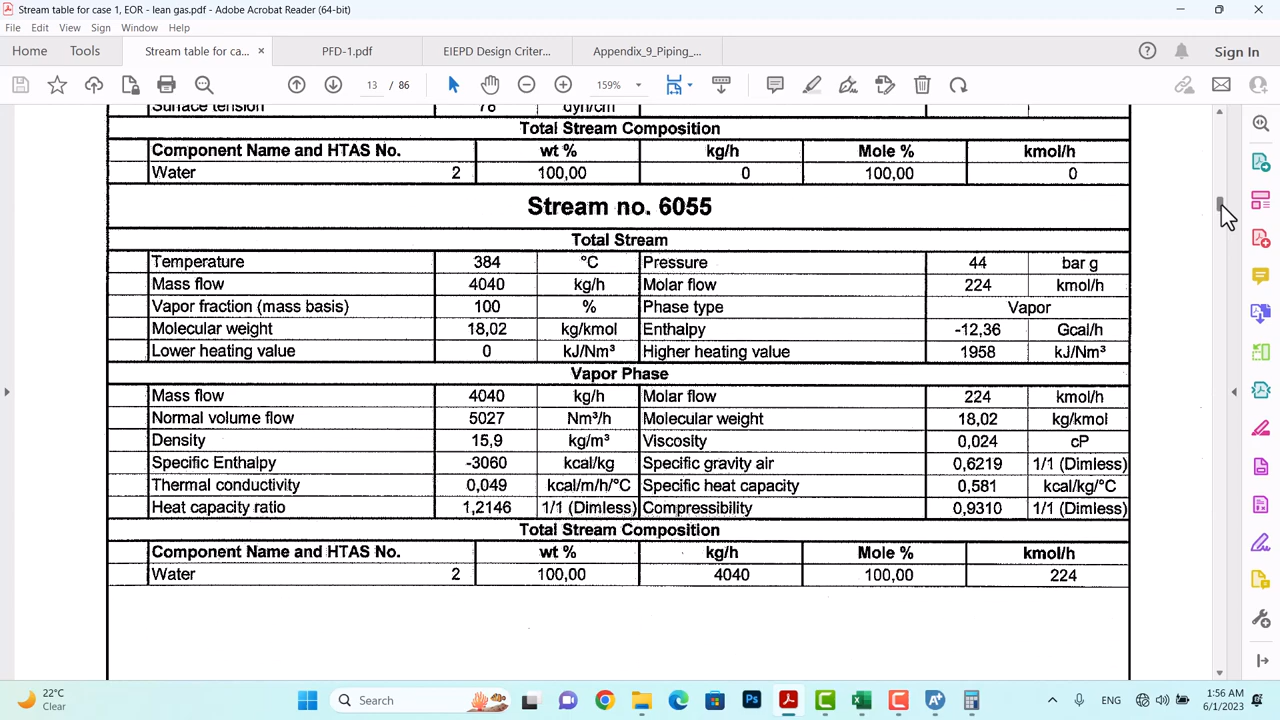 Stream table for case 1, EOR - lean gas.pdf - Adobe Acrobat Reader (64-bit)
File Edit View Sign Window Help
Home Tools Stream table for ca... × PFD-1.pdf EIEPD Design Criter... Appendix_9_Piping_... Sign In
13 / 86 159%
Surface tension 78 dyn/cm
Total Stream Composition
Component Name and HTAS No. wt % kg/h Mole % kmol/h
Water 2 100,00 0 100,00 0
Stream no. 6055
Total Stream
Temperature 384 °C Pressure 44 bar g
Mass flow 4040 kg/h Molar flow 224 kmol/h
Vapor fraction (mass basis) 100 % Phase type Vapor
Molecular weight 18,02 kg/kmol Enthalpy -12,36 Gcal/h
Lower heating value 0 kJ/Nm³ Higher heating value 1958 kJ/Nm³
Vapor Phase
Mass flow 4040 kg/h Molar flow 224 kmol/h
Normal volume flow 5027 Nm³/h Molecular weight 18,02 kg/kmol
Density 15,9 kg/m³ Viscosity 0,024 cP
Specific Enthalpy -3060 kcal/kg Specific gravity air 0,6219 1/1 (Dimless)
Thermal conductivity 0,049 kcal/m/h/°C Specific heat capacity 0,581 kcal/kg/°C
Heat capacity ratio 1,2146 1/1 (Dimless) Compressibility 0,9310 1/1 (Dimless)
Total Stream Composition
Component Name and HTAS No. wt % kg/h Mole % kmol/h
Water 2 100,00 4040 100,00 224
22°C
Clear
Search
ENG
1:56 AM
6/1/2023